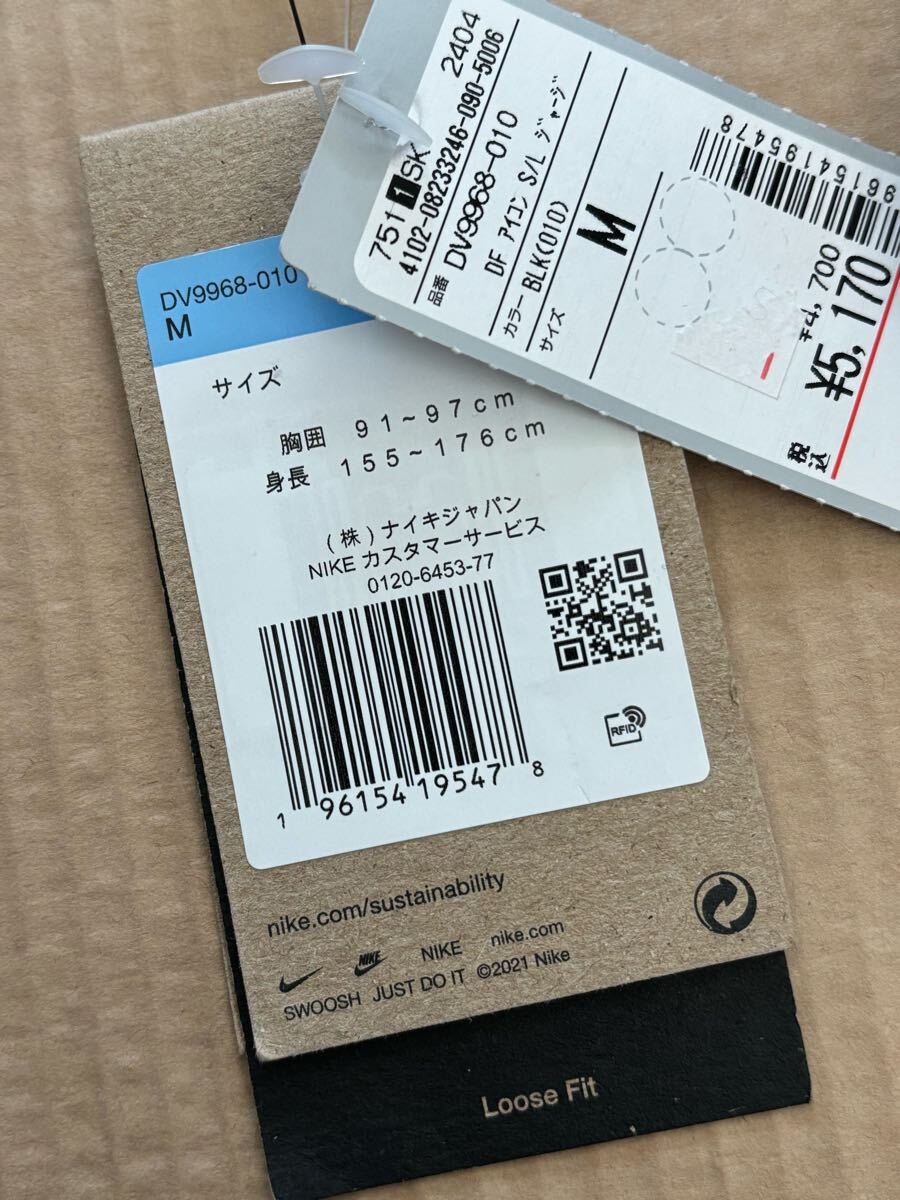 2404
751 1 SK
4102-08233246-090-5006
品番 DV9968-010
DF アイコン S/L ジャージ
カラー BLK(010)
サイズ M
96154195478
¥4,700
¥5,170
税込
DV9968-010
M
サイズ
胸囲 91~97cm
身長 155~176cm
(株)ナイキジャパン
NIKE カスタマーサービス
0120-6453-77
RFID
1 96154 19547 8
nike.com/sustainability
NIKE NIKE nike.com
SWOOSH JUST DO IT ©2021 Nike
Loose Fit